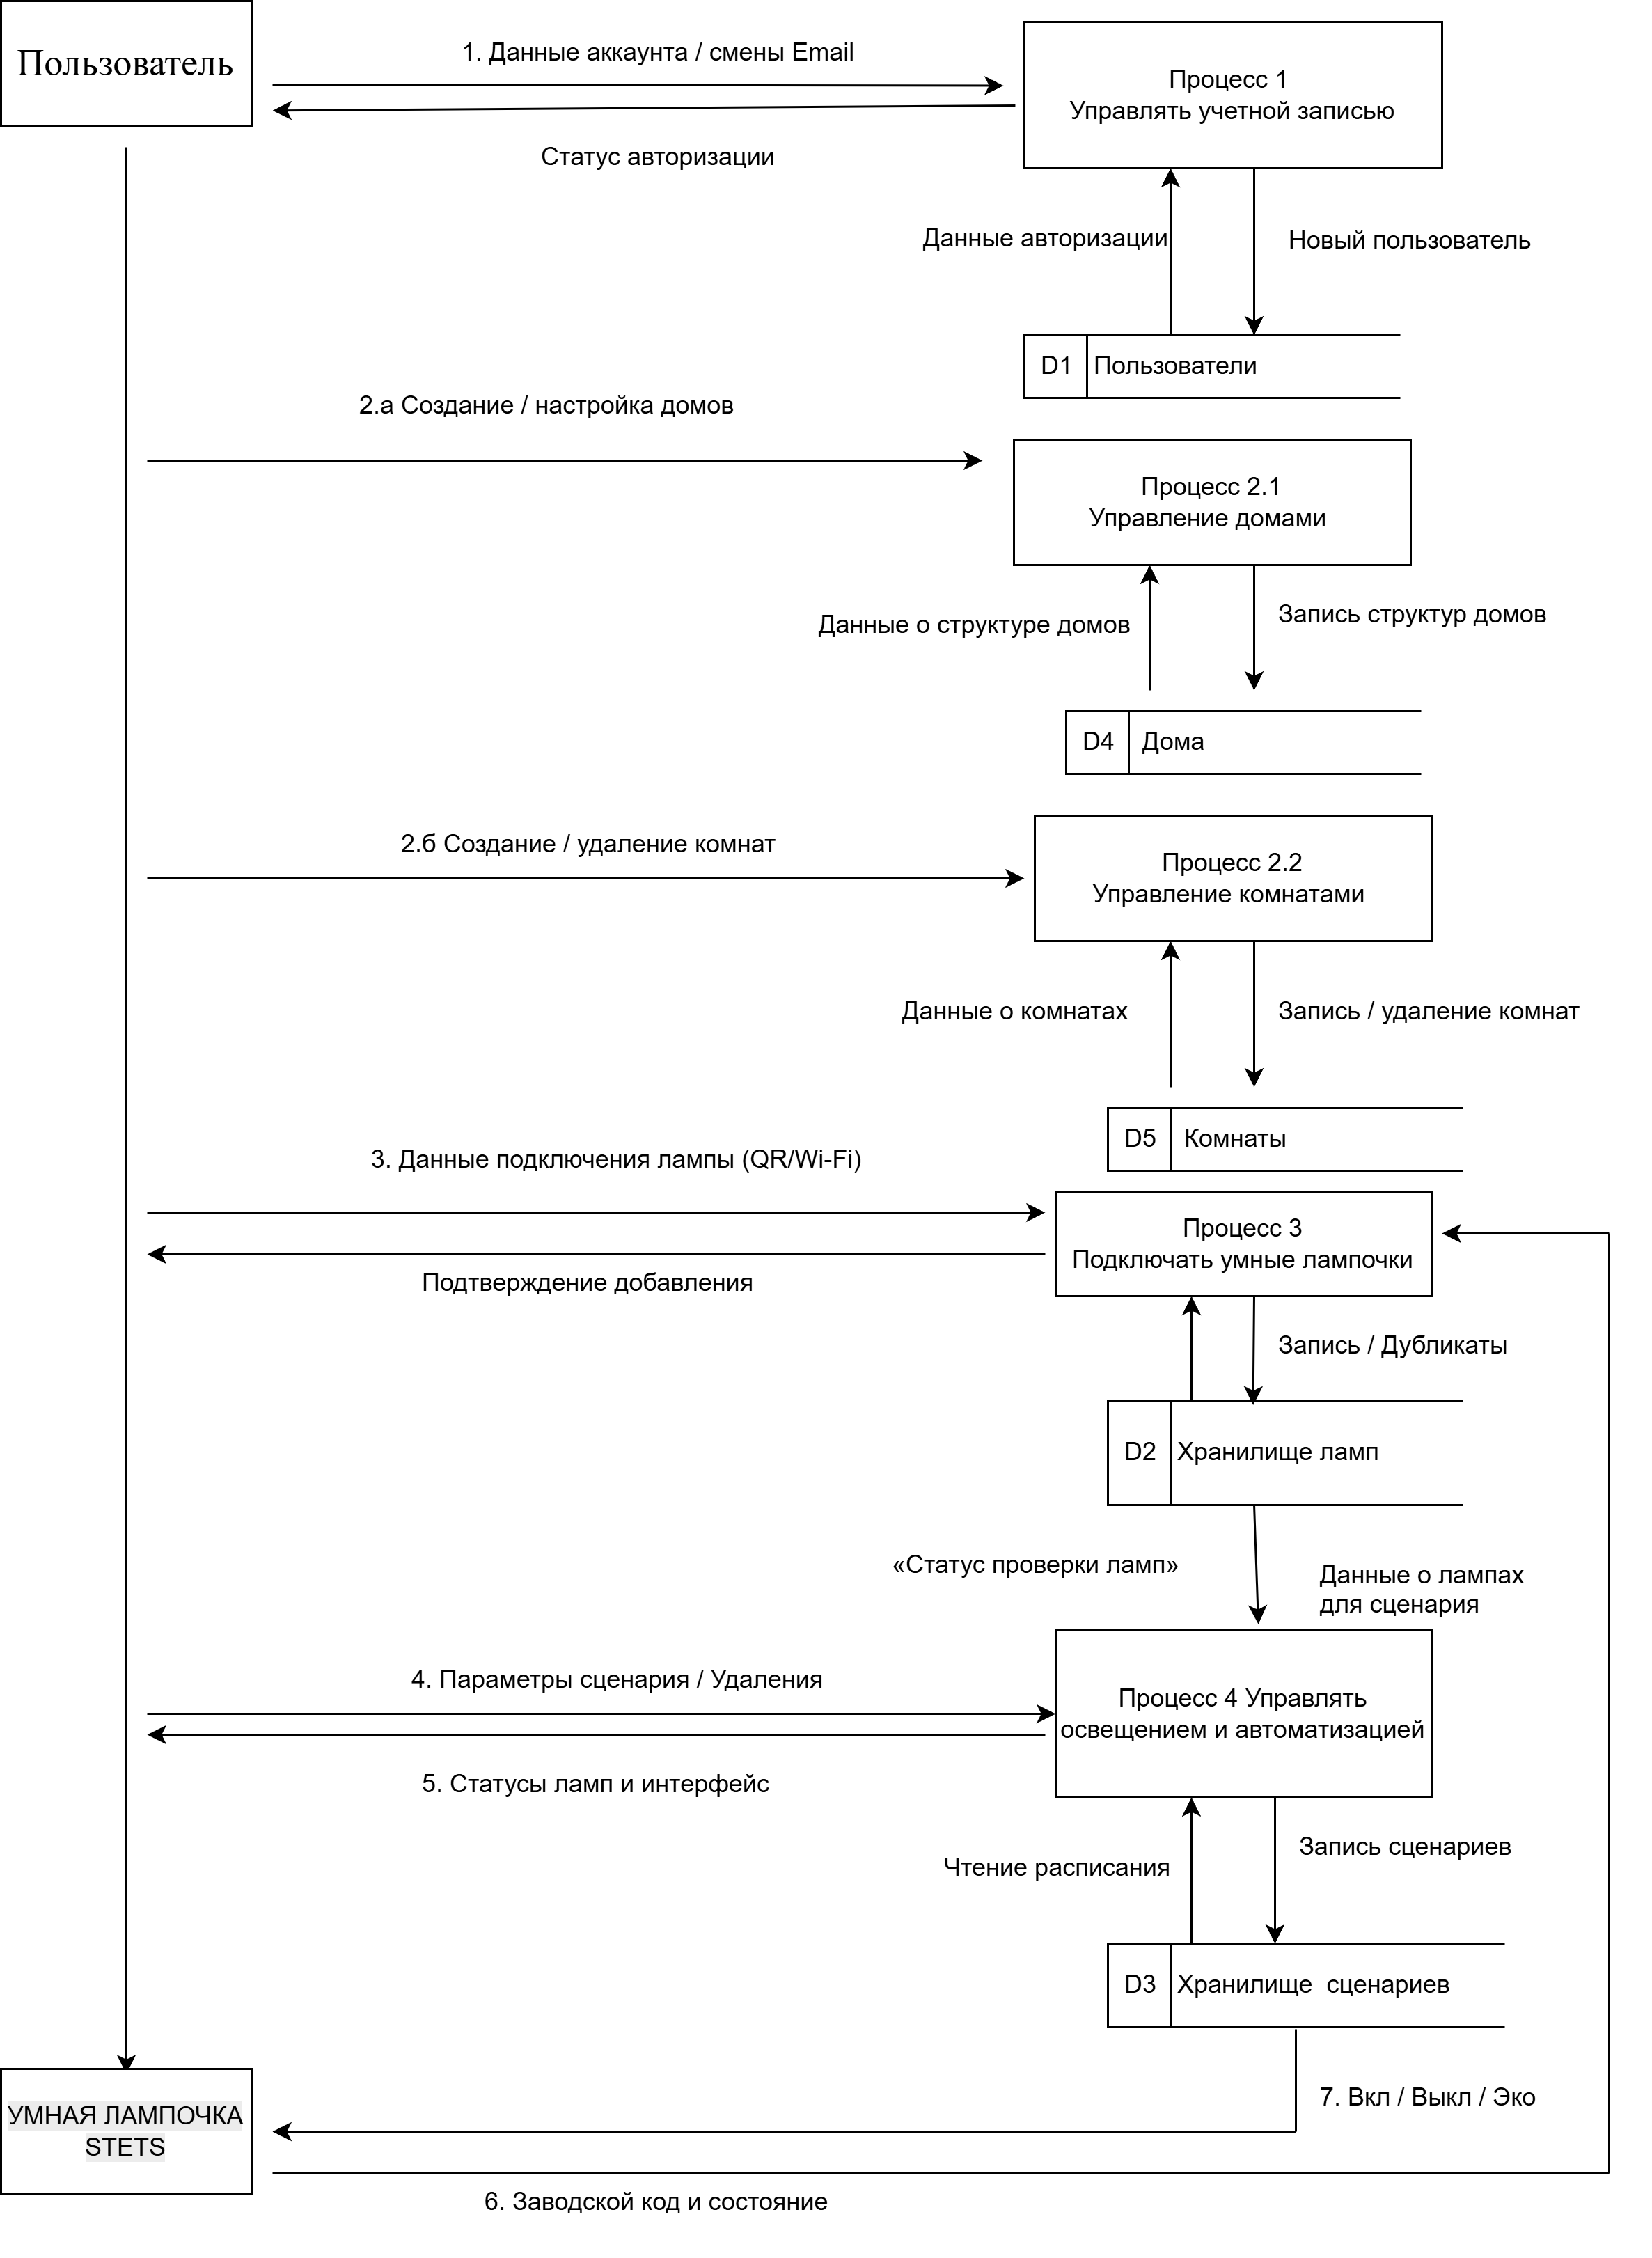 Пользователь
1. Данные аккаунта / смены Email
Процесс 1
Управлять учетной записью
Статус авторизации
Данные авторизации
Новый пользователь
D1
Пользователи
2.а Создание / настройка домов
Процесс 2.1
Управление домами
Данные о структуре домов
Запись структур домов
D4
Дома
2.б Создание / удаление комнат
Процесс 2.2
Управление комнатами
Данные о комнатах
Запись / удаление комнат
D5
Комнаты
3. Данные подключения лампы (QR/Wi-Fi)
Процесс 3
Подключать умные лампочки
Подтверждение добавления
Запись / Дубликаты
D2
Хранилище ламп
«Статус проверки ламп»
Данные о лампах
для сценария
4. Параметры сценария / Удаления
Процесс 4 Управлять
освещением и автоматизацией
5. Статусы ламп и интерфейс
Запись сценариев
Чтение расписания
D3
Хранилище  сценариев
7. Вкл / Выкл / Эко
УМНАЯ ЛАМПОЧКА
STETS
6. Заводской код и состояние